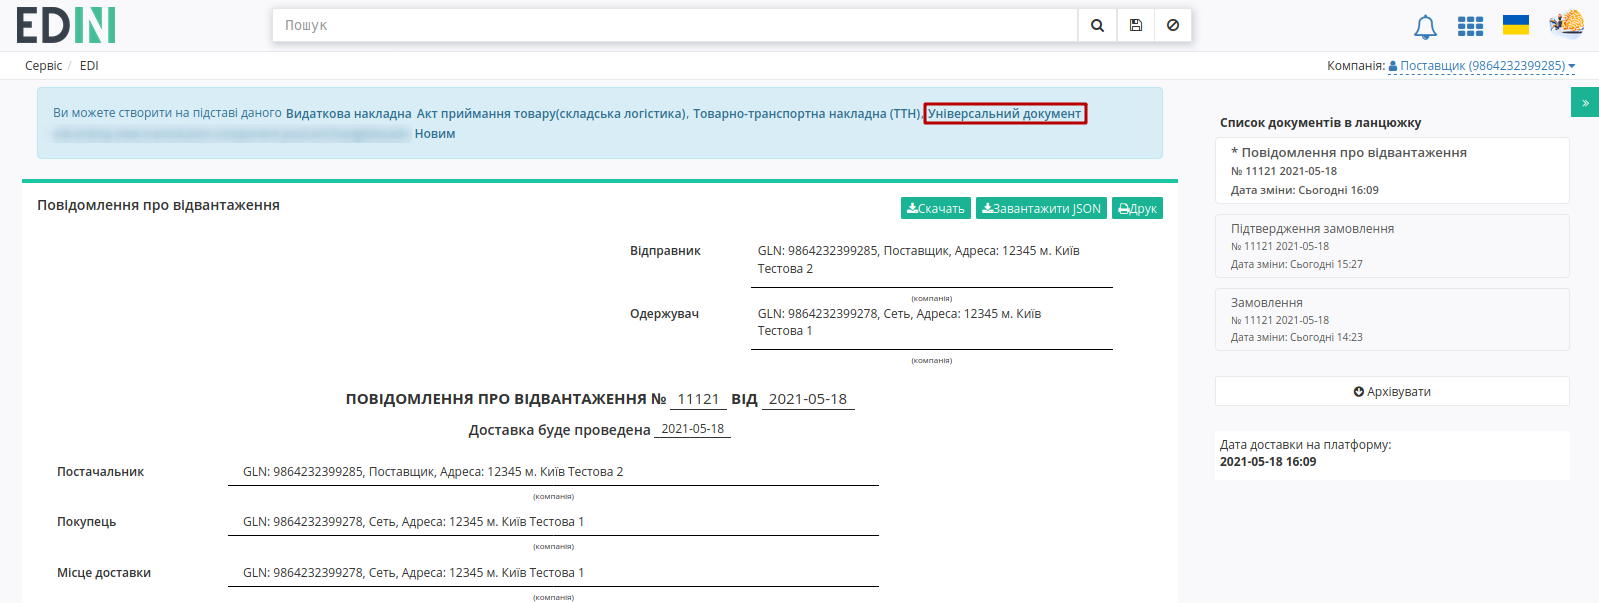 EDIN
Пошук
Сервіс / EDI
Компанія: Поставщик (9864232399285)
Ви можете створити на підставі даного Видаткова накладна Акт приймання товару(складська логістика), Товарно-транспортна накладна (ТТН), Універсальний документ
Новим
»
Повідомлення про відвантаження
Скачать Завантажити JSON Друк
Відправник GLN: 9864232399285, Поставщик, Адреса: 12345 м. Київ
Тестова 2
(компанія)
Одержувач GLN: 9864232399278, Сеть, Адреса: 12345 м. Київ
Тестова 1
(компанія)
ПОВІДОМЛЕННЯ ПРО ВІДВАНТАЖЕННЯ № 11121 ВІД 2021-05-18
Доставка буде проведена 2021-05-18
Постачальник GLN: 9864232399285, Поставщик, Адреса: 12345 м. Київ Тестова 2
(компанія)
Покупець GLN: 9864232399278, Сеть, Адреса: 12345 м. Київ Тестова 1
(компанія)
Місце доставки GLN: 9864232399278, Сеть, Адреса: 12345 м. Київ Тестова 1
(компанія)
Список документів в ланцюжку
* Повідомлення про відвантаження
№ 11121 2021-05-18
Дата зміни: Сьогодні 16:09
Підтвердження замовлення
№ 11121 2021-05-18
Дата зміни: Сьогодні 15:27
Замовлення
№ 11121 2021-05-18
Дата зміни: Сьогодні 14:23
Архівувати
Дата доставки на платформу:
2021-05-18 16:09